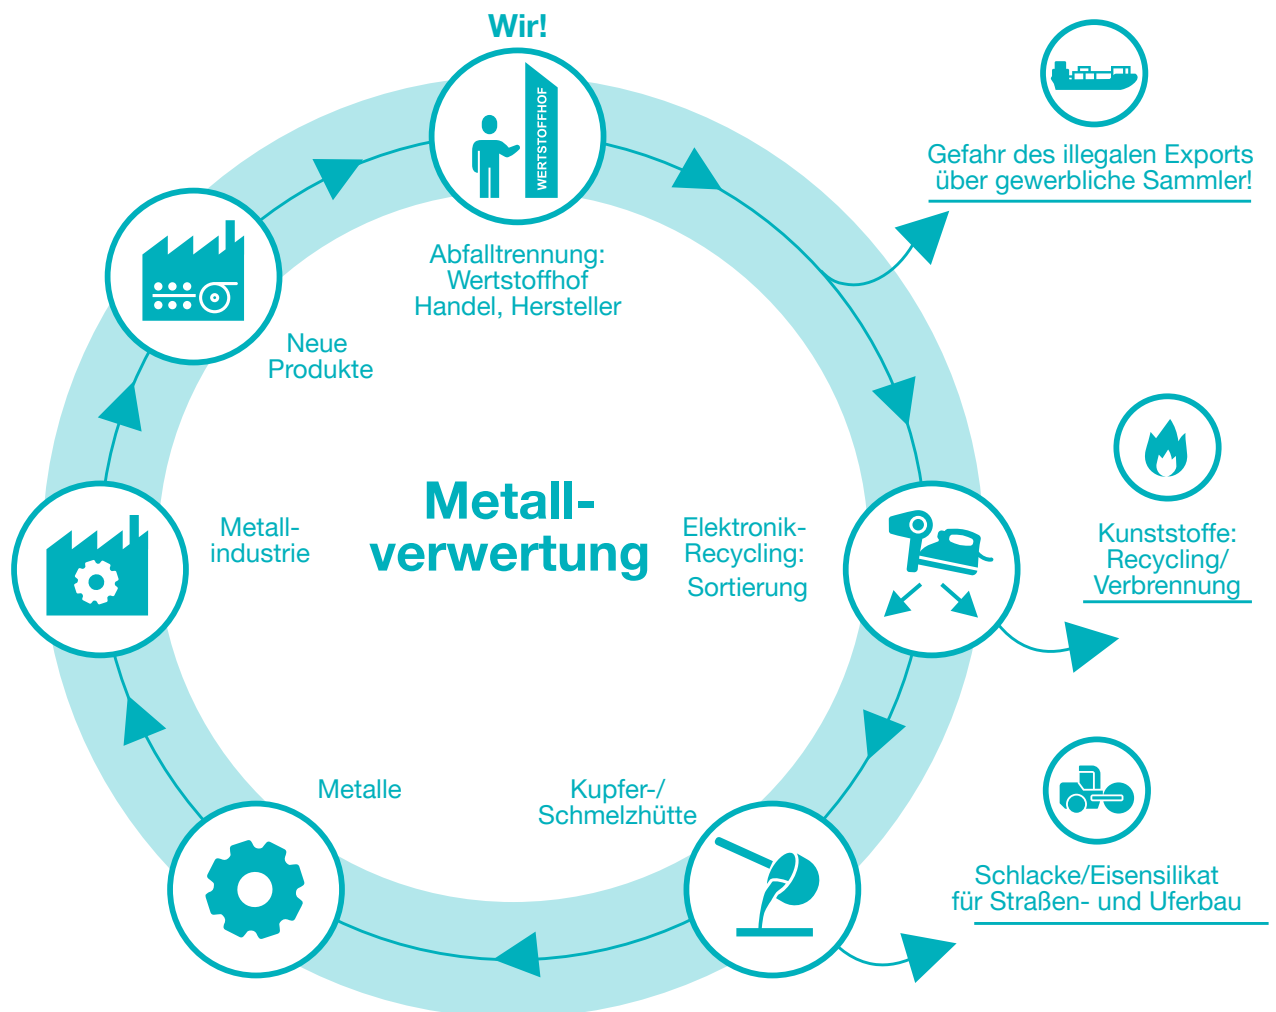 Wir!
WERTSTOFFHOF
Gefahr des illegalen Exports
über gewerbliche Sammler!
Abfalltrennung:
Wertstoffhof
Handel, Hersteller
Neue
Produkte
Metall-
verwertung
Metall-
industrie
Elektronik-
Recycling:
Sortierung
Kunststoffe:
Recycling/
Verbrennung
Metalle
Kupfer-/
Schmelzhütte
Schlacke/Eisensilikat
für Straßen- und Uferbau